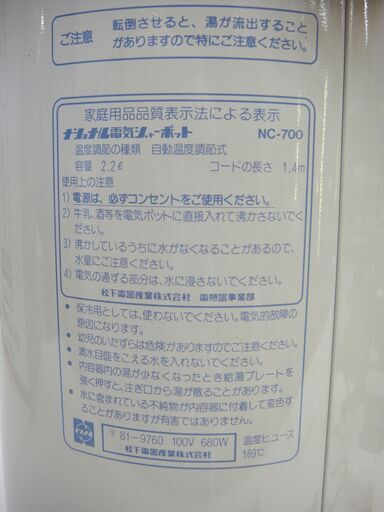 ご注意
転倒させると、湯が流出すること
がありますので特にご注意ください。
家庭用品品質表示法による表示
ナショナル電気ジャーポット NC-700
温度調節の種類 自動温度調節式
容量 2.2ℓ コードの長さ 1.4m
使用上の注意
1) 電源は、必ずコンセントをご使用ください。
2) 牛乳、酒等を電気ポットに直接入れて沸かさないでく
ださい。
3) 沸かしているうちに水がなくなることがあるので、
水量にご注意ください。
4) 電気の通ずる部分は、水に浸さないでください。
松下電器産業株式会社 電熱器事業部
• 保冷用としては、使わないでください。電気的故障の
原因になります。
• 幼児のいたずらは危険がありますのでご注意ください。
• 満水目盛をこえる水を入れないでください。
• 内容器内の湯が少なくなったとき給湯プレートを
強く押すと、注ぎ口から湯が散ることがあります。
• 水に含まれている不純物が内容器に付着して変色す
ることがありますが有害ではありません。
ナショナル
〒 81-9760 100V 680W
松下電器産業株式会社
温度ヒューズ
169℃